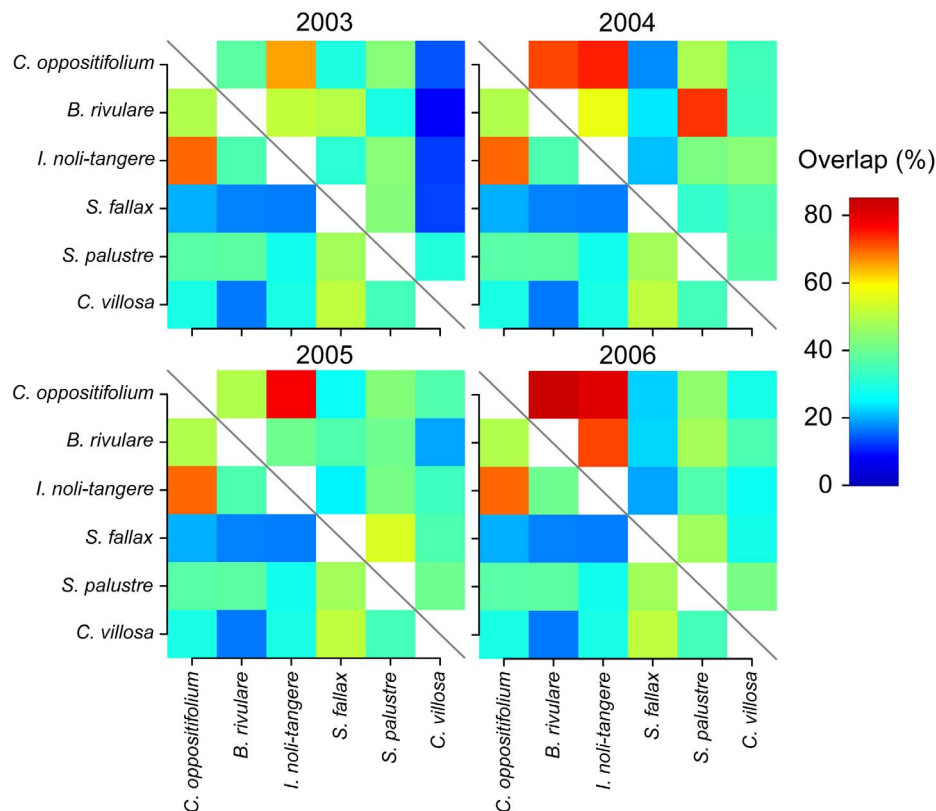 2003
2004
C. oppositifolium
B. rivulare
I. noli-tangere
S. fallax
S. palustre
C. villosa
Overlap (%)
80
60
40
20
0
2005
2006
C. oppositifolium
B. rivulare
I. noli-tangere
S. fallax
S. palustre
C. villosa
C. oppositifolium
B. rivulare
I. noli-tangere
S. fallax
S. palustre
C. villosa
C. oppositifolium
B. rivulare
I. noli-tangere
S. fallax
S. palustre
C. villosa